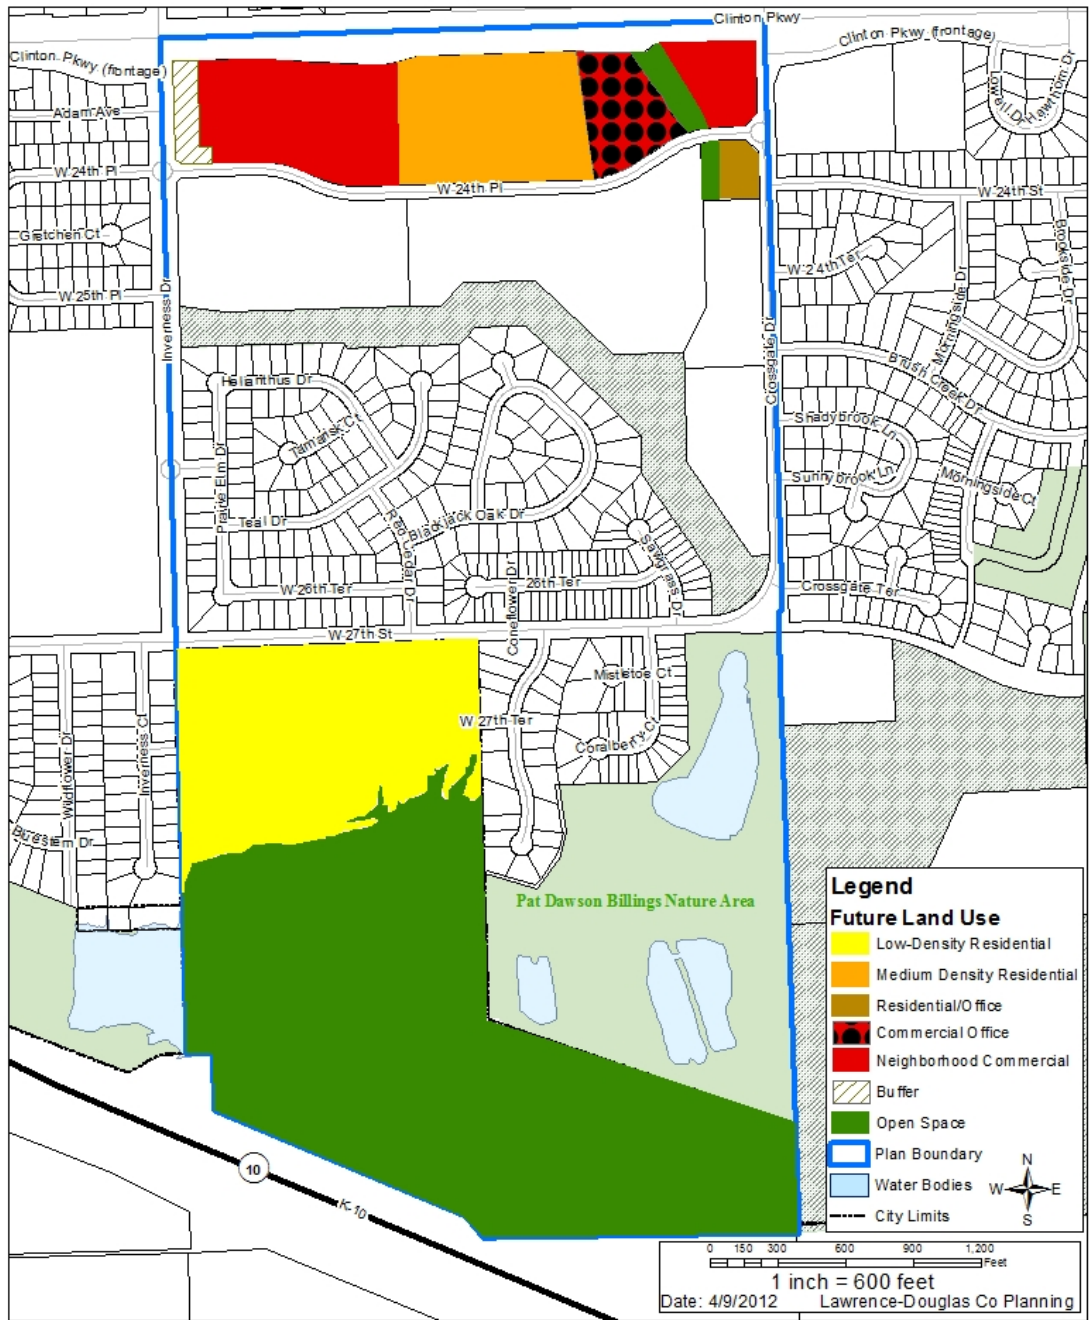 Clinton Pkwy
Clinton Pkwy (frontage)
Clinton Pkwy (frontage)
Lowell Dr
Hawthorn Dr
Adam Ave
W 24th Pl
W 24th Pl
W 24th St
Gretchen Ct
W 25th Pl
Inverness Dr
W 24th Ter
Morningside Dr
Brookside Dr
Crossgate Dr
Brush Creek Dr
Helianthus Dr
Tamarisk Ct
Prairie Elm Dr
Teal Dr
Red Cedar Dr
Blackjack Oak Dr
Shadybrook Ln
Sunnybrook Ln
Morningside Ct
Sawgrass Dr
W 26th Ter
26th Ter
Coneflower Dr
Crossgate Ter
W 27th St
Mistletoe Ct
W 27th Ter
Coralberry Ct
Wildflower Dr
Inverness Ct
Bluestem Dr
Pat Dawson Billings Nature Area
10
K-10
Legend
Future Land Use
Low-Density Residential
Medium Density Residential
Residential/Office
Commercial Office
Neighborhood Commercial
Buffer
Open Space
Plan Boundary
Water Bodies
City Limits
N
W E
S
0 150 300 600 900 1,200
Feet
1 inch = 600 feet
Date: 4/9/2012 Lawrence-Douglas Co Planning